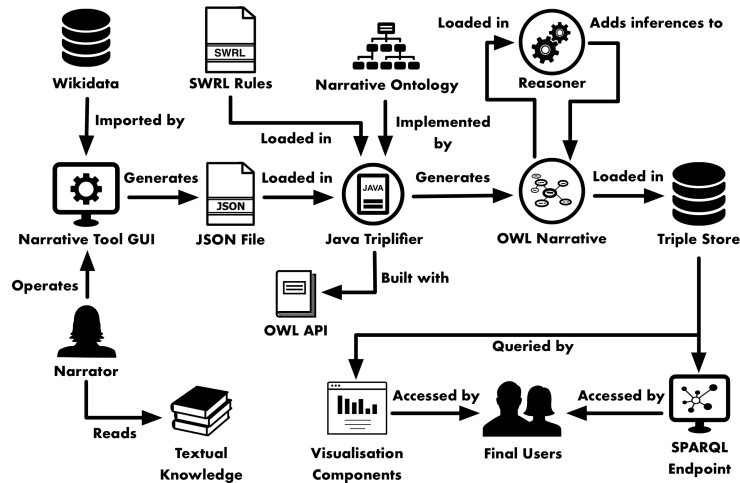 Loaded in
Adds inferences to
SWRL
Wikidata
SWRL Rules
Narrative Ontology
Reasoner
Imported by
Loaded in
Implemented
by
Generates
Loaded in
JAVA
Generates
Loaded in
JSON
Narrative Tool GUI
JSON File
Java Triplifier
OWL Narrative
Triple Store
Operates
Built with
OWL API
Narrator
Queried by
Accessed by
Accessed by
Reads
Textual
Knowledge
Visualisation
Components
Final Users
SPARQL
Endpoint